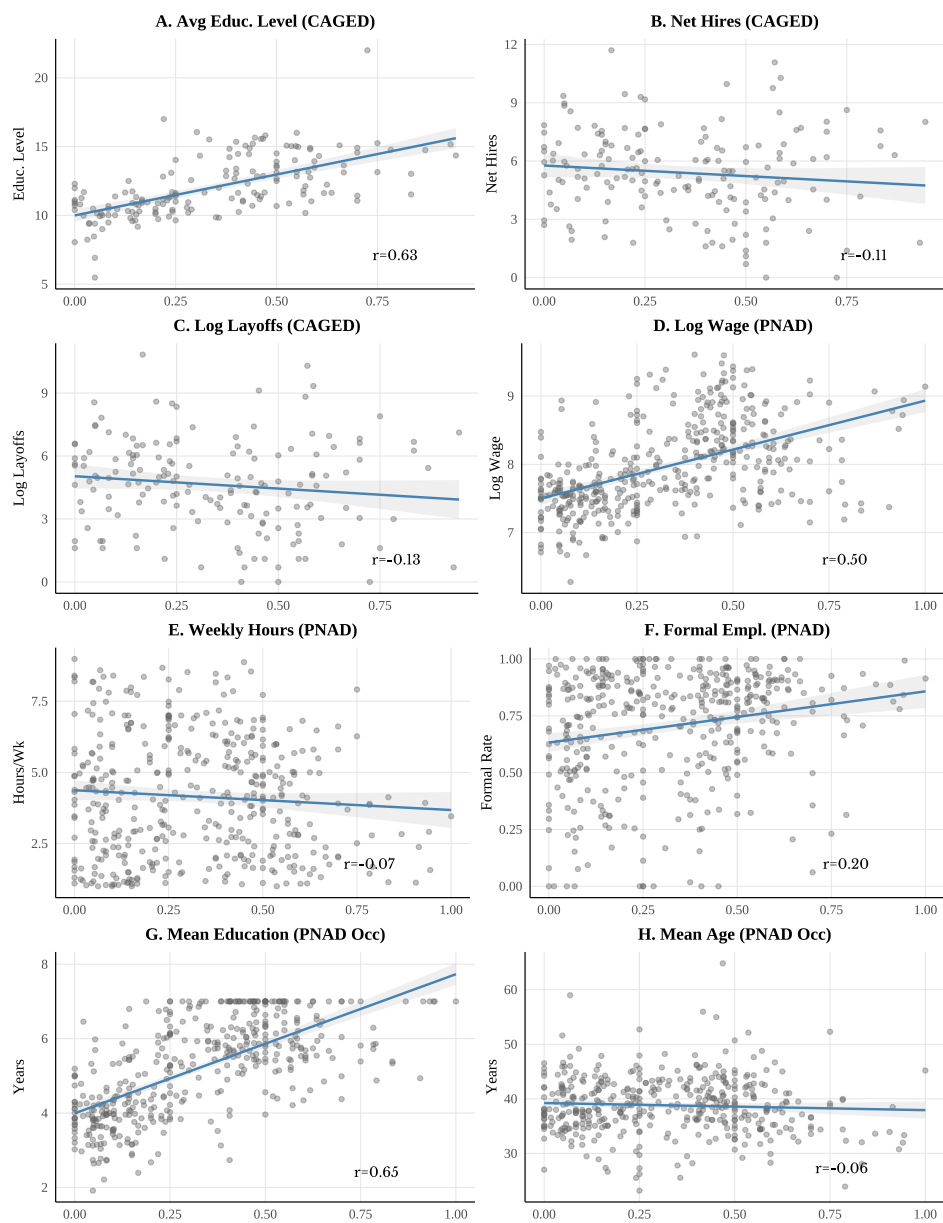 A. Avg Educ. Level (CAGED)
20
15
10
5
Educ. Level
r=0.63
0.00 0.25 0.50 0.75
B. Net Hires (CAGED)
12
9
6
3
0
Net Hires
r=-0.11
0.00 0.25 0.50 0.75
C. Log Layoffs (CAGED)
9
6
3
0
Log Layoffs
r=-0.13
0.00 0.25 0.50 0.75
D. Log Wage (PNAD)
9
8
7
Log Wage
r=0.50
0.00 0.25 0.50 0.75 1.00
E. Weekly Hours (PNAD)
7.5
5.0
2.5
Hours/Wk
r=-0.07
0.00 0.25 0.50 0.75 1.00
F. Formal Empl. (PNAD)
1.00
0.75
0.50
0.25
0.00
Formal Rate
r=0.20
0.00 0.25 0.50 0.75 1.00
G. Mean Education (PNAD Occ)
8
6
4
2
Years
r=0.65
0.00 0.25 0.50 0.75 1.00
H. Mean Age (PNAD Occ)
60
50
40
30
Years
r=-0.06
0.00 0.25 0.50 0.75 1.00